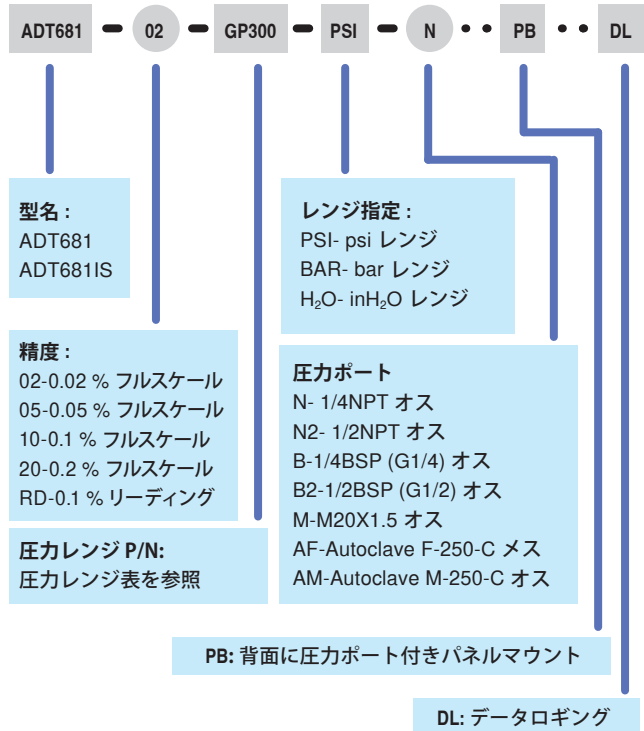 ADT681 - 02 - GP300 - PSI - N ・・ PB ・・ DL
型名 :
ADT681
ADT681IS
レンジ指定 :
PSI- psi レンジ
BAR- bar レンジ
H₂O- inH₂O レンジ
精度 :
02-0.02 % フルスケール
05-0.05 % フルスケール
10-0.1 % フルスケール
20-0.2 % フルスケール
RD-0.1 % リーディング
圧力ポート
N- 1/4NPT オス
N2- 1/2NPT オス
B-1/4BSP (G1/4) オス
B2-1/2BSP (G1/2) オス
M-M20X1.5 オス
AF-Autoclave F-250-C メス
AM-Autoclave M-250-C オス
圧力レンジ P/N:
圧力レンジ表を参照
PB: 背面に圧力ポート付きパネルマウント
DL: データロギング